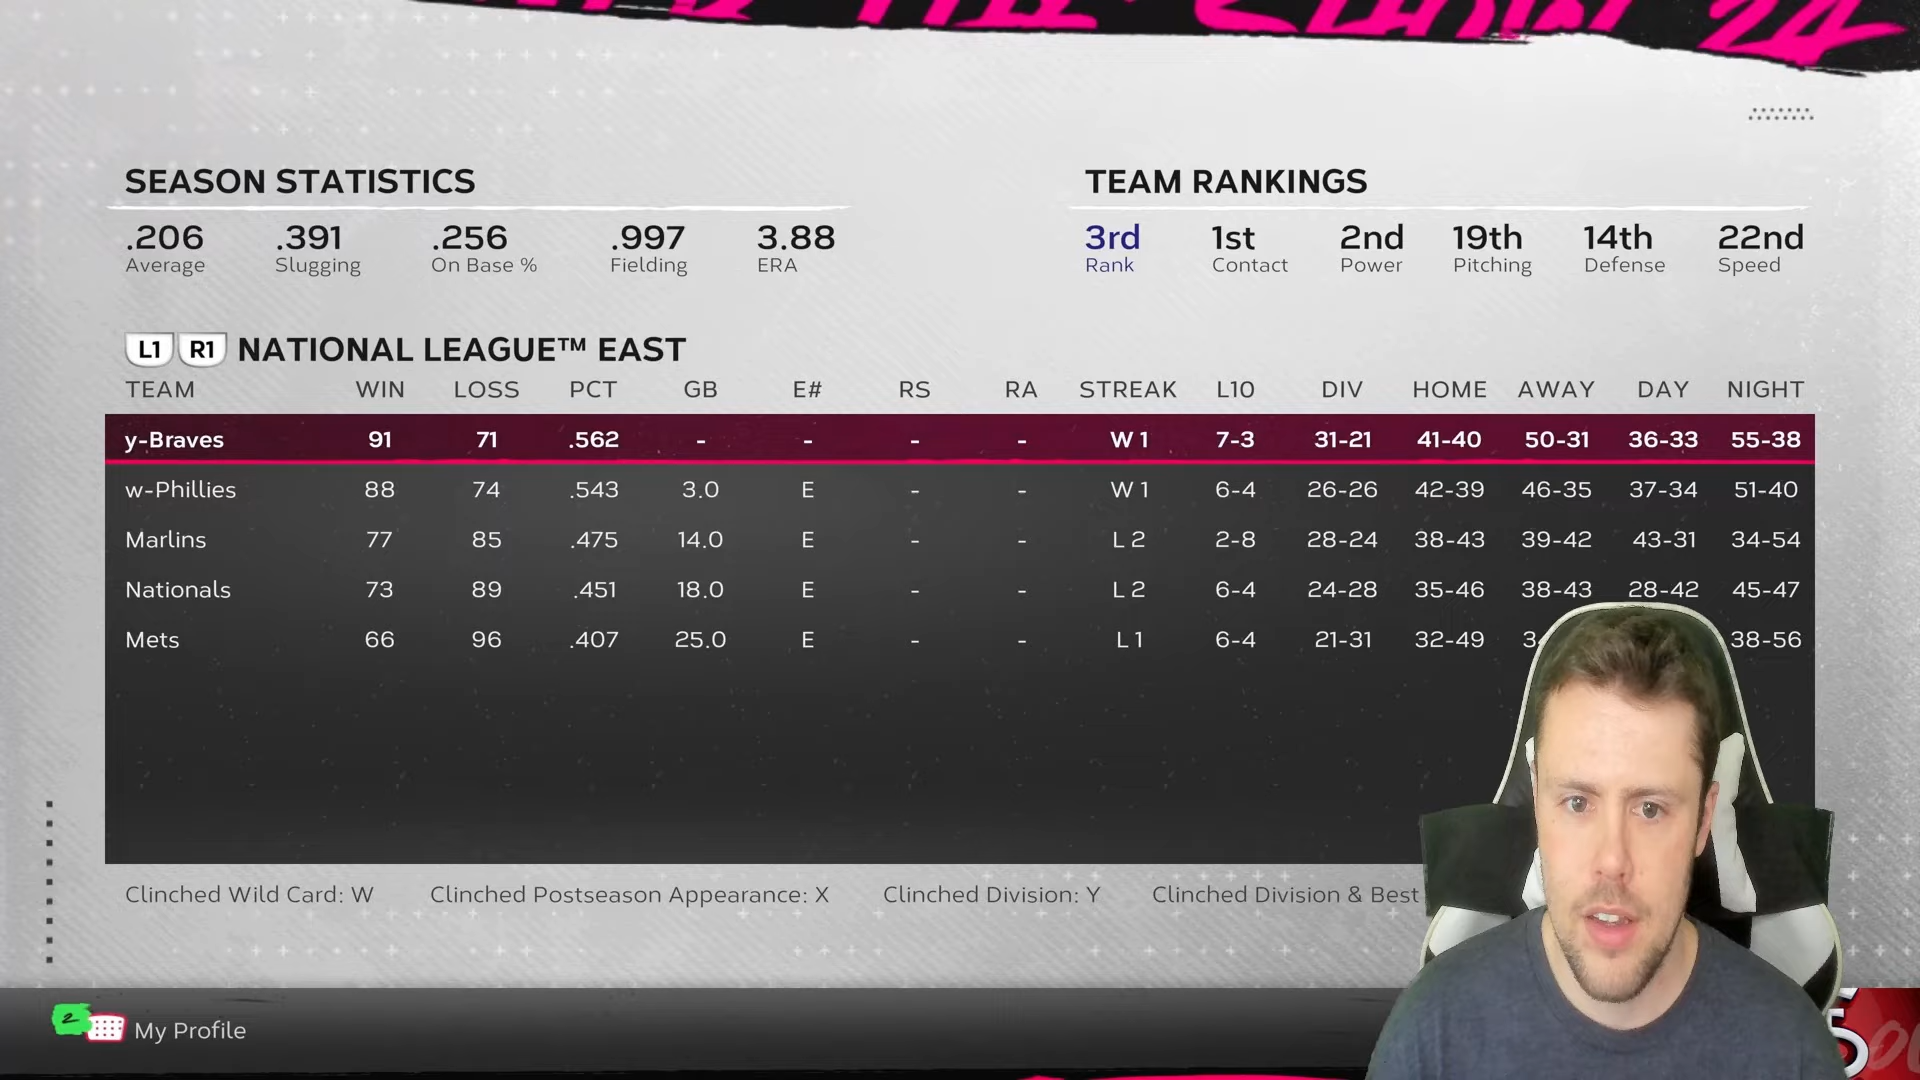 THE SHOW 24
SEASON STATISTICS
.206 .391 .256 .997 3.88
Average Slugging On Base % Fielding ERA
TEAM RANKINGS
3rd 1st 2nd 19th 14th 22nd
Rank Contact Power Pitching Defense Speed
L1 R1 NATIONAL LEAGUE™ EAST
TEAM WIN LOSS PCT GB E# RS RA STREAK L10 DIV HOME AWAY DAY NIGHT
y-Braves 91 71 .562 - - - - W 1 7-3 31-21 41-40 50-31 36-33 55-38
w-Phillies 88 74 .543 3.0 E - - W 1 6-4 26-26 42-39 46-35 37-34 51-40
Marlins 77 85 .475 14.0 E - - L 2 2-8 28-24 38-43 39-42 43-31 34-54
Nationals 73 89 .451 18.0 E - - L 2 6-4 24-28 35-46 38-43 28-42 45-47
Mets 66 96 .407 25.0 E - - L 1 6-4 21-31 32-49 3 38-56
Clinched Wild Card: W Clinched Postseason Appearance: X Clinched Division: Y Clinched Division & Best
2 My Profile